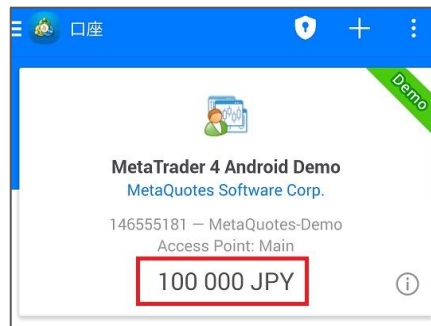 口座
Demo
MetaTrader 4 Android Demo
MetaQuotes Software Corp.
146555181 — MetaQuotes-Demo
Access Point: Main
100 000 JPY